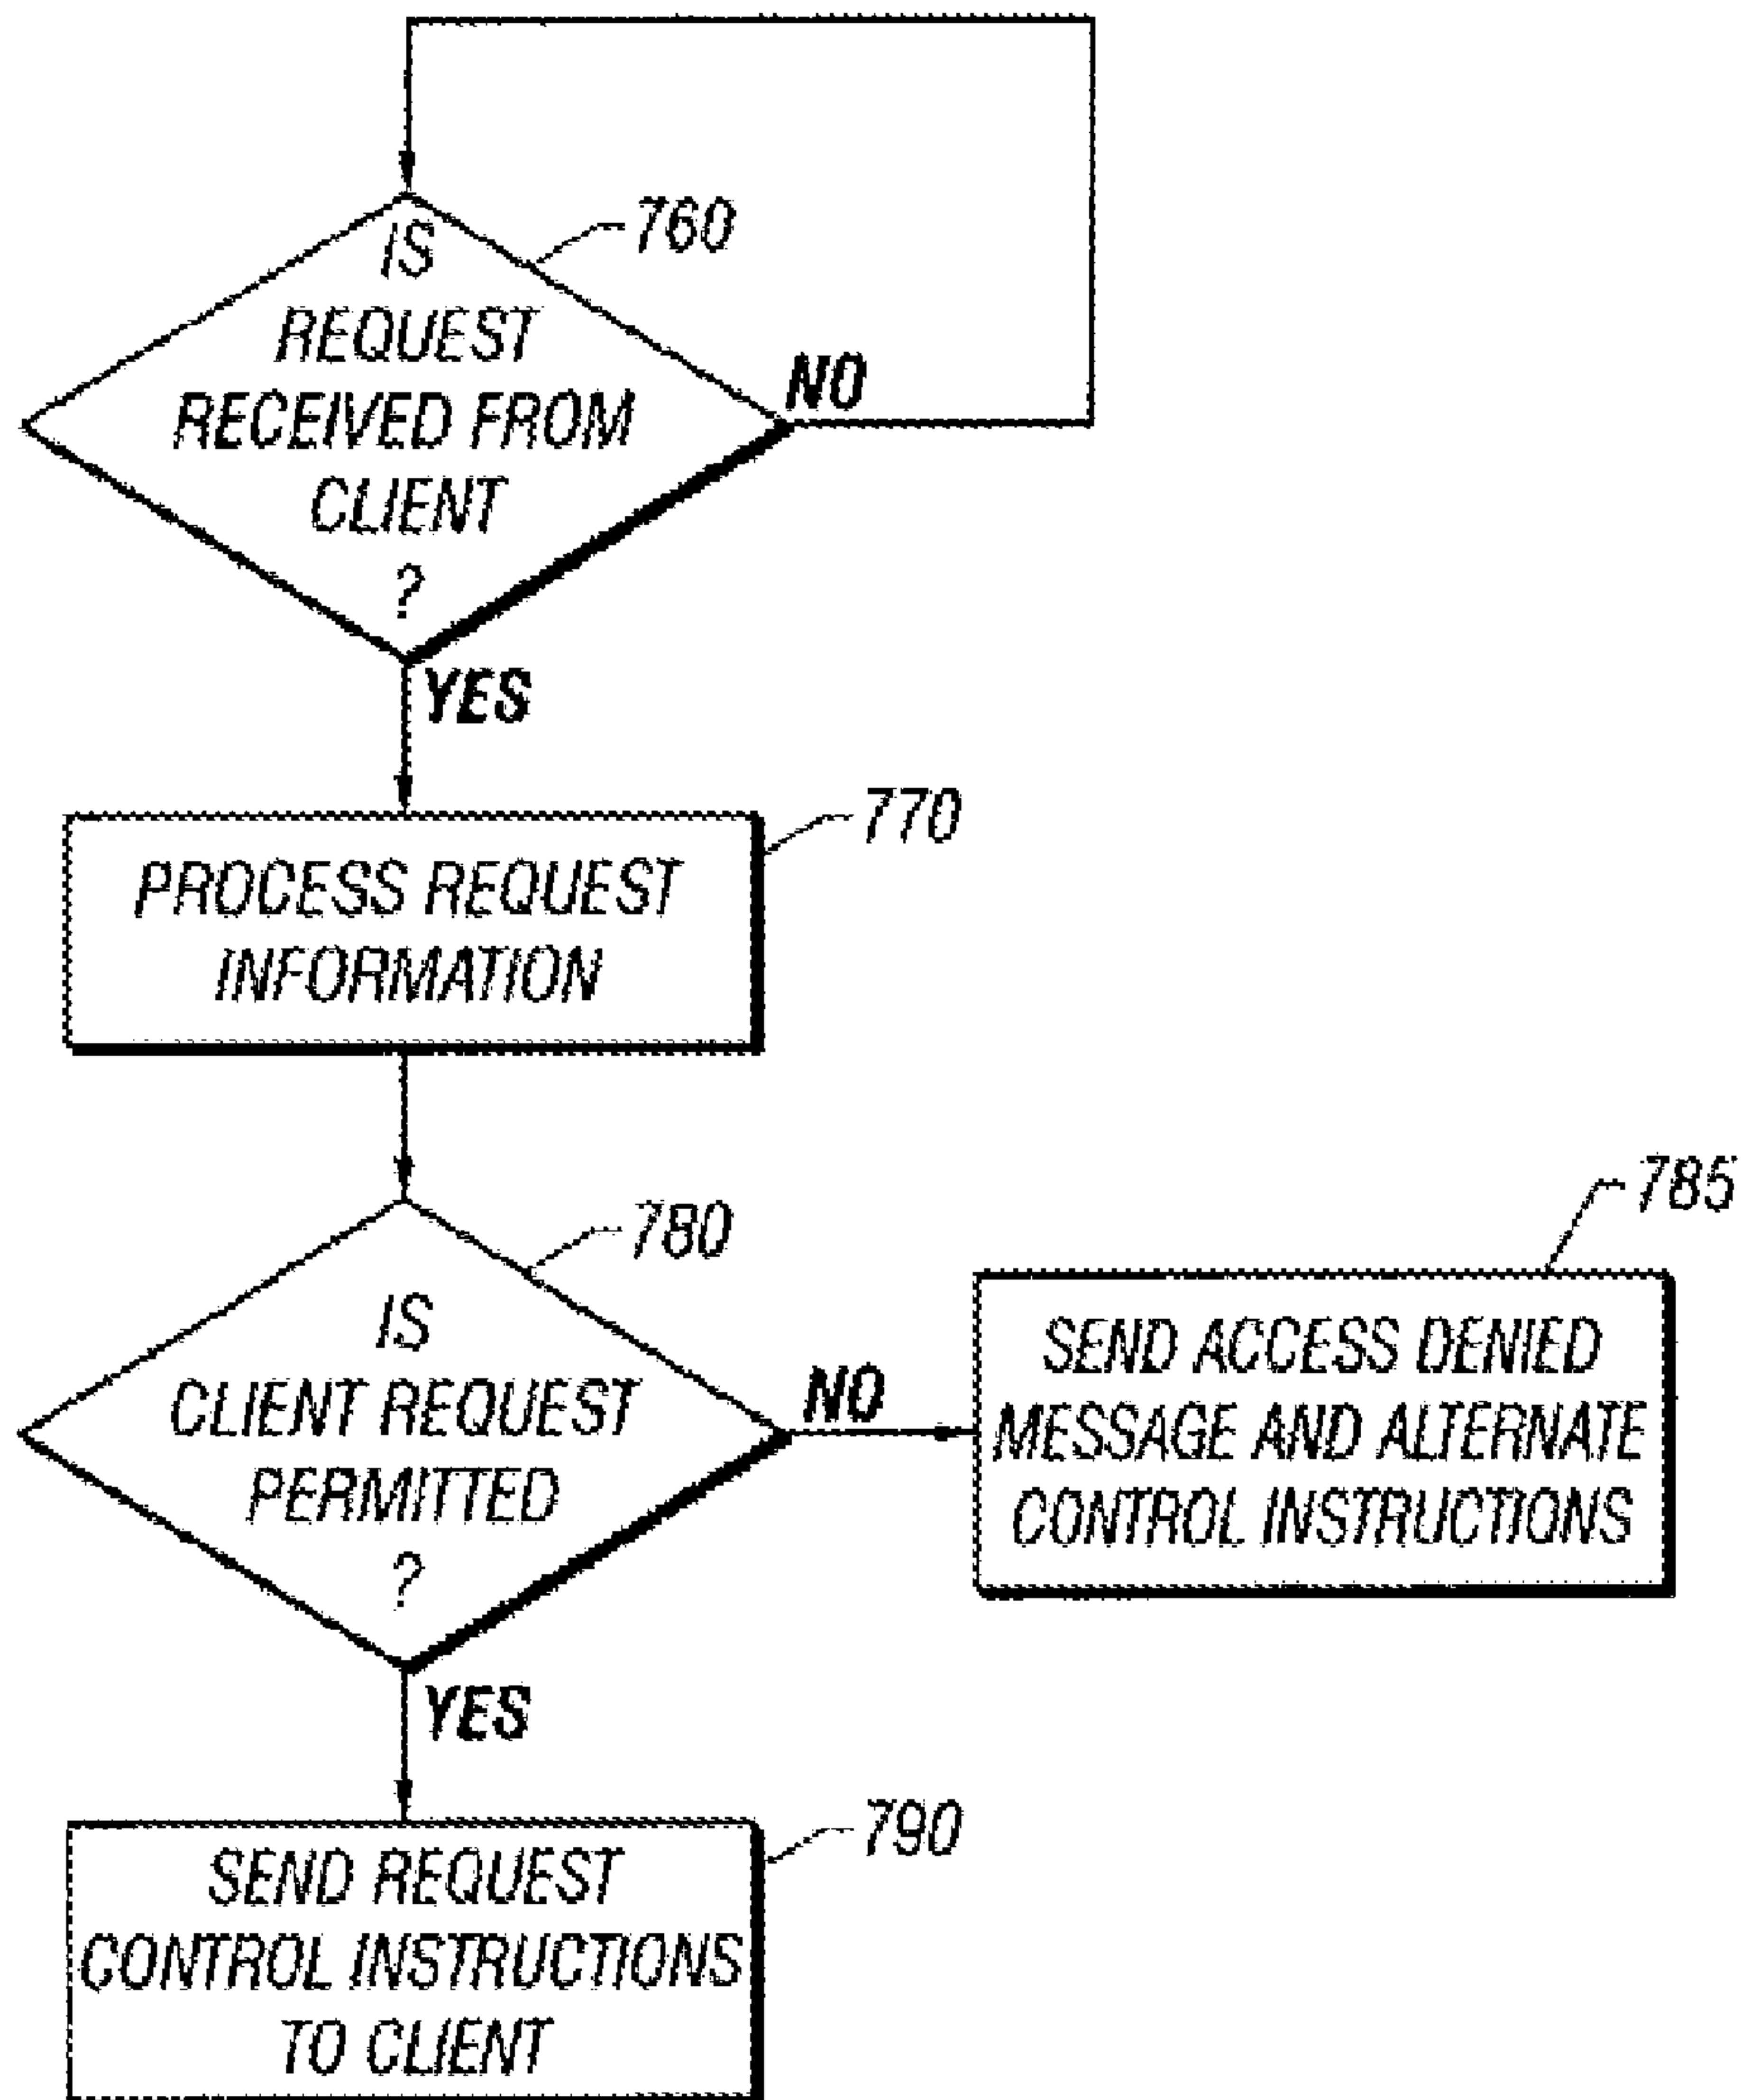 760
IS
REQUEST
RECEIVED FROM
CLIENT
?
NO
YES
770
PROCESS REQUEST
INFORMATION
780
IS
CLIENT REQUEST
PERMITTED
?
NO
785
SEND ACCESS DENIED
MESSAGE AND ALTERNATE
CONTROL INSTRUCTIONS
YES
790
SEND REQUEST
CONTROL INSTRUCTIONS
TO CLIENT